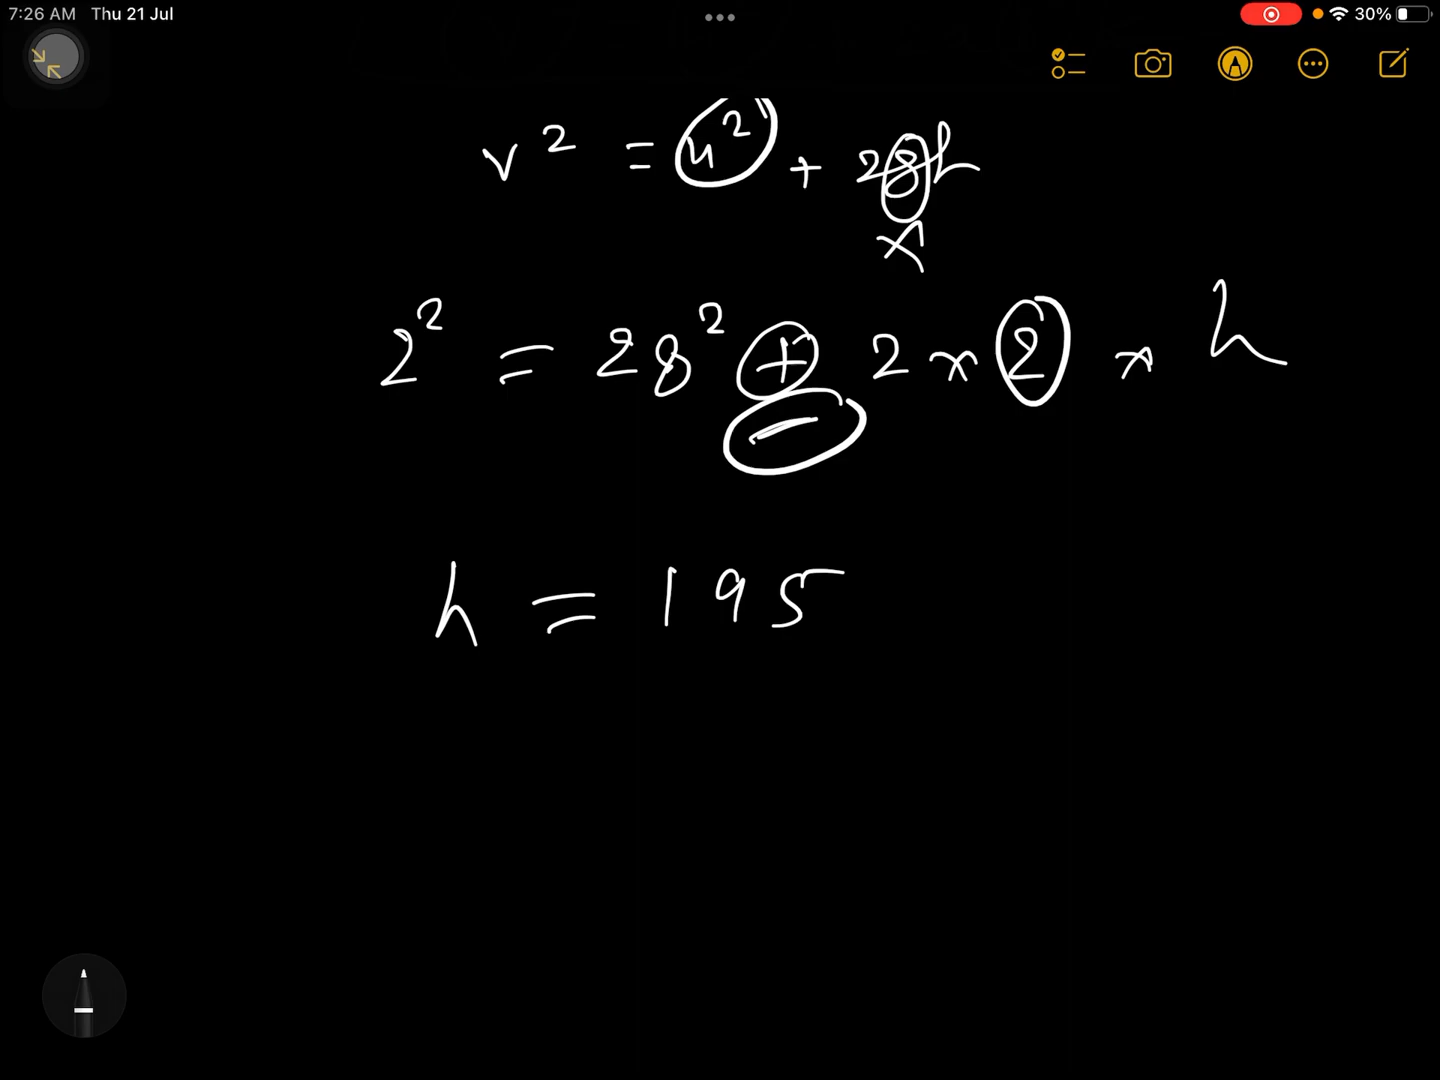 7:26 AM Thu 21 Jul
30%
v² = u² + 2gh
x
2² = 28² + 2 × 2 × h
−
h = 195